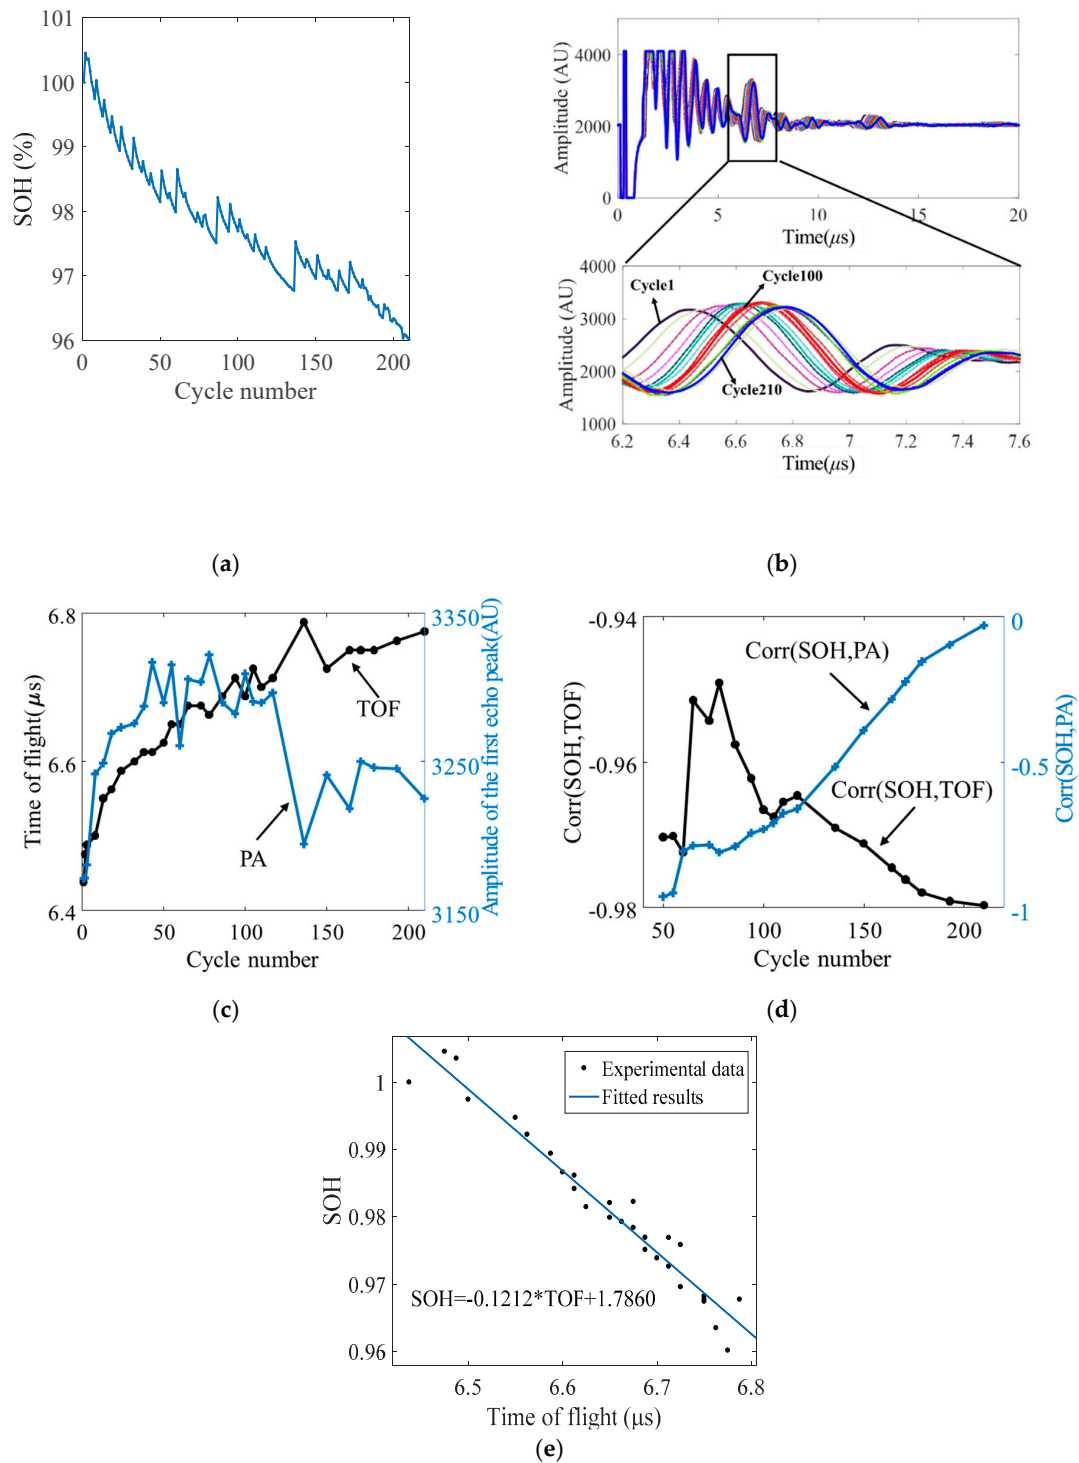 101
100
99
98
97
96
SOH (%)
0
50
100
150
200
Cycle number
(a)
4000
2000
0
Amplitude (AU)
0
5
10
15
20
Time(μs)
4000
3000
2000
1000
Amplitude (AU)
Cycle1
Cycle100
Cycle210
6.2
6.4
6.6
6.8
7
7.2
7.4
7.6
Time(μs)
(b)
6.8
6.6
6.4
Time of flight(μs)
3350
3250
3150
Amplitude of the first echo peak(AU)
TOF
PA
0
50
100
150
200
Cycle number
(c)
-0.94
-0.96
-0.98
Corr(SOH,TOF)
0
-0.5
-1
Corr(SOH,PA)
Corr(SOH,PA)
Corr(SOH,TOF)
50
100
150
200
Cycle number
(d)
1
0.99
0.98
0.97
0.96
SOH
Experimental data
Fitted results
SOH=-0.1212*TOF+1.7860
6.5
6.6
6.7
6.8
Time of flight (μs)
(e)